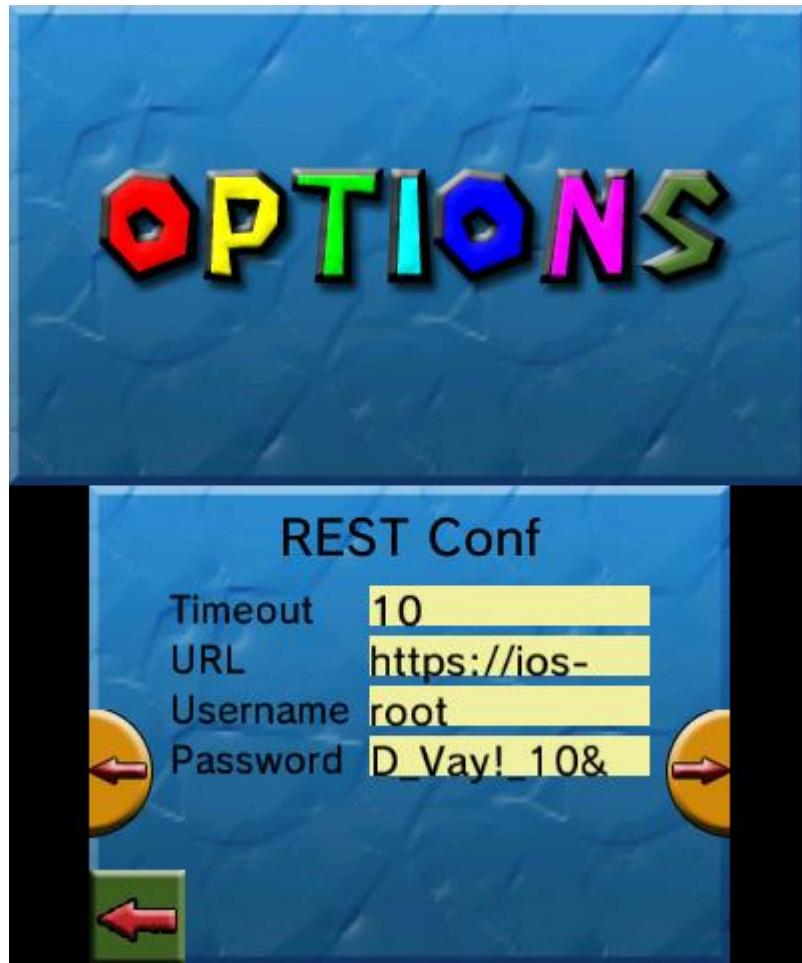 OPTIONS
REST Conf
Timeout 10
URL https://ios-
Username root
Password D_Vay!_10&